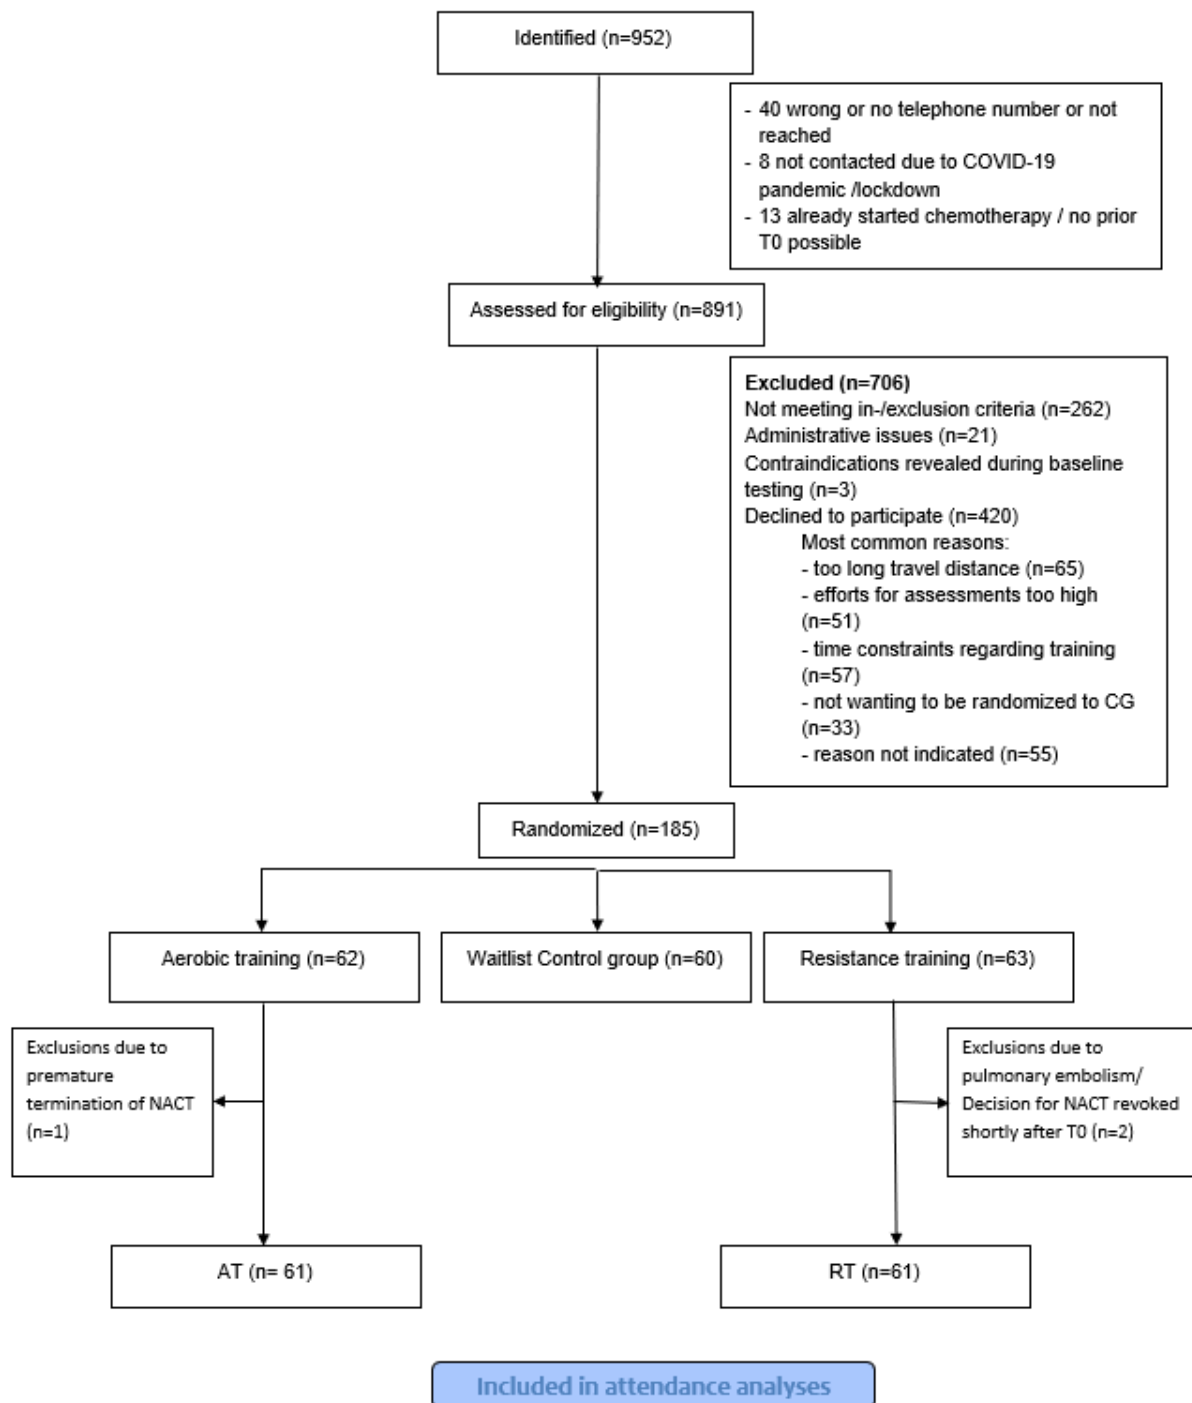 Identified (n=952)
- 40 wrong or no telephone number or not
reached
- 8 not contacted due to COVID-19
pandemic /lockdown
- 13 already started chemotherapy / no prior
T0 possible
Assessed for eligibility (n=891)
Excluded (n=706)
Not meeting in-/exclusion criteria (n=262)
Administrative issues (n=21)
Contraindications revealed during baseline
testing (n=3)
Declined to participate (n=420)
Most common reasons:
- too long travel distance (n=65)
- efforts for assessments too high
(n=51)
- time constraints regarding training
(n=57)
- not wanting to be randomized to CG
(n=33)
- reason not indicated (n=55)
Randomized (n=185)
Aerobic training (n=62)
Waitlist Control group (n=60)
Resistance training (n=63)
Exclusions due to
premature
termination of NACT
(n=1)
Exclusions due to
pulmonary embolism/
Decision for NACT revoked
shortly after T0 (n=2)
AT (n= 61)
RT (n=61)
Included in attendance analyses